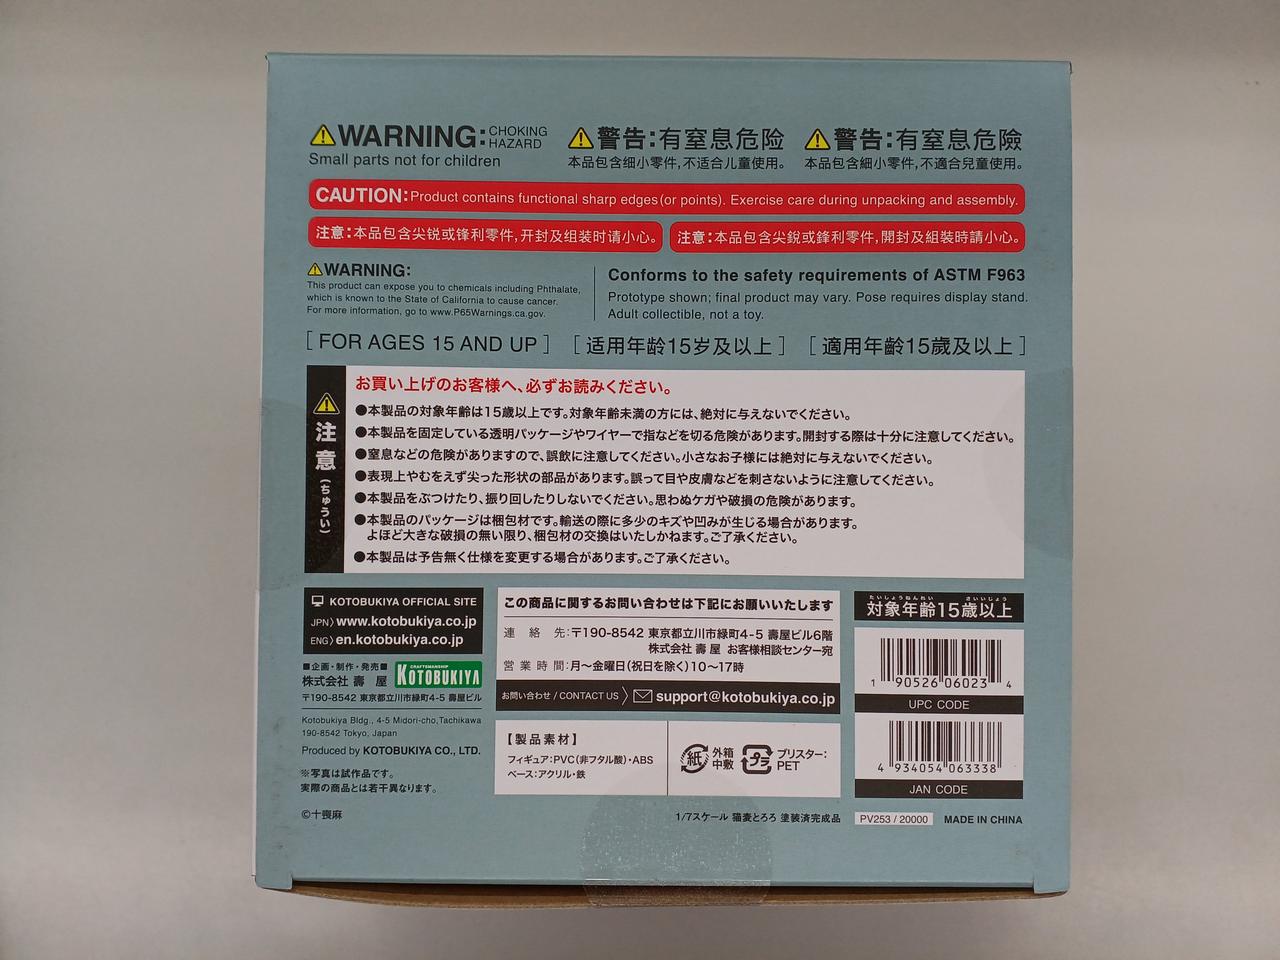 WARNING: CHOKING HAZARD
Small parts not for children
警告:有窒息危险
本品包含细小零件,不适合儿童使用。
警告:有窒息危險
本品包含細小零件,不適合兒童使用。
CAUTION:Product contains functional sharp edges(or points). Exercise care during unpacking and assembly.
注意:本品包含尖锐或锋利零件,开封及组装时请小心。
注意:本品包含尖銳或鋒利零件,開封及組裝時請小心。
WARNING:
This product can expose you to chemicals including Phthalate,
which is known to the State of California to cause cancer.
For more information, go to www.P65Warnings.ca.gov.
Conforms to the safety requirements of ASTM F963
Prototype shown; final product may vary. Pose requires display stand.
Adult collectible, not a toy.
[FOR AGES 15 AND UP]
[适用年龄15岁及以上]
[適用年齡15歲及以上]
注意(ちゅうい)
お買い上げのお客様へ、必ずお読みください。
●本製品の対象年齢は15歳以上です。対象年齢未満の方には、絶対に与えないでください。
●本製品を固定している透明パッケージやワイヤーで指などを切る危険があります。開封する際は十分に注意してください。
●窒息などの危険がありますので、誤飲に注意してください。小さなお子様には絶対に与えないでください。
●表現上やむをえず尖った形状の部品があります。誤って目や皮膚などを刺さないように注意してください。
●本製品をぶつけたり、振り回したりしないでください。思わぬケガや破損の危険があります。
●本製品のパッケージは梱包材です。輸送の際に多少のキズや凹みが生じる場合があります。
よほど大きな破損の無い限り、梱包材の交換はいたしかねます。ご了承ください。
●本製品は予告無く仕様を変更する場合があります。ご了承ください。
KOTOBUKIYA OFFICIAL SITE
JPN〉www.kotobukiya.co.jp
ENG〉en.kotobukiya.co.jp
■企画・制作・発売■
株式会社 壽 屋
CRAFTSMANSHIP
KOTOBUKIYA
〒190-8542 東京都立川市緑町4-5 壽屋ビル
Kotobukiya Bldg., 4-5 Midori-cho,Tachikawa
190-8542 Tokyo, Japan
Produced by KOTOBUKIYA CO., LTD.
※写真は試作品です。
実際の商品とは若干異なります。
©十喪麻
この商品に関するお問い合わせは下記にお願いいたします
連絡先:〒190-8542 東京都立川市緑町4-5 壽屋ビル6階
株式会社 壽 屋 お客様相談センター宛
営業時間:月〜金曜日(祝日を除く)10〜17時
お問い合わせ / CONTACT US 〉 support@kotobukiya.co.jp
【製品素材】
フィギュア:PVC(非フタル酸)・ABS
ベース:アクリル・鉄
紙
外箱
中敷
プラ
ブリスター:
PET
1/7スケール 猫麦とろろ 塗装済完成品
たいしょうねんれい さいいじょう
対象年齢15歳以上
1 90526 06023 4
UPC CODE
4 934054 063338
JAN CODE
PV253 / 20000
MADE IN CHINA